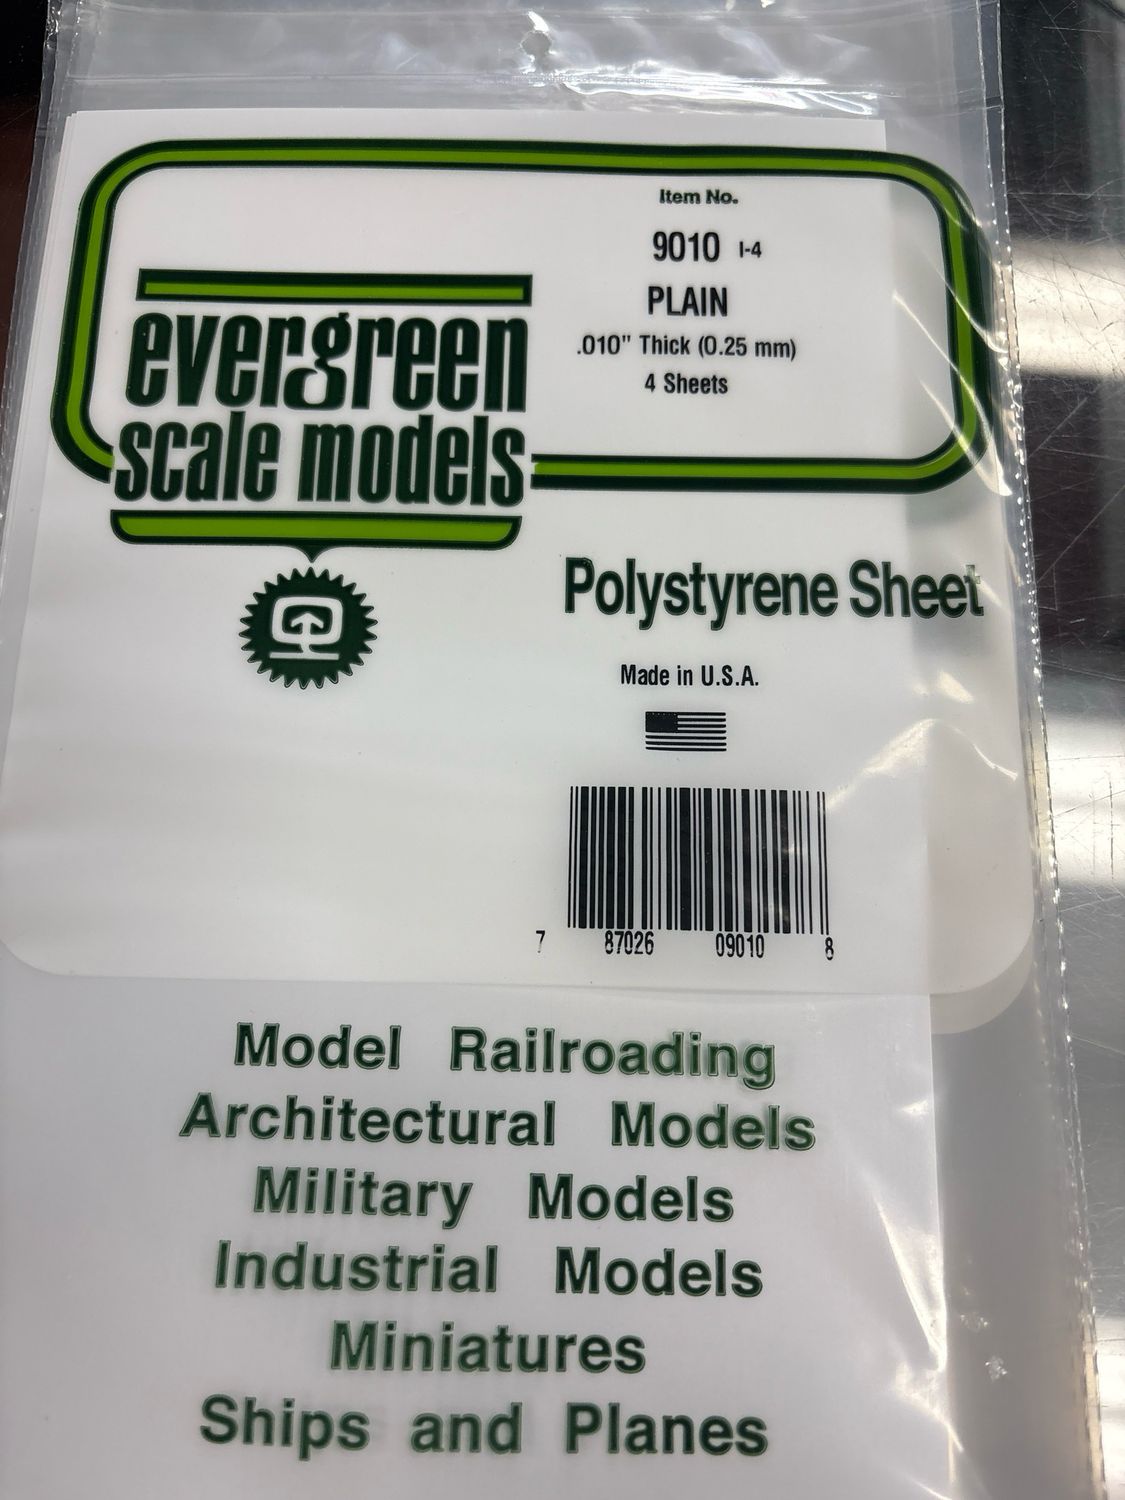 Item No.
9010 I-4
PLAIN
.010" Thick (0.25 mm)
4 Sheets
evergreen
scale models
Polystyrene Sheet
Made in U.S.A.
7 87026 09010 8
Model Railroading
Architectural Models
Military Models
Industrial Models
Miniatures
Ships and Planes